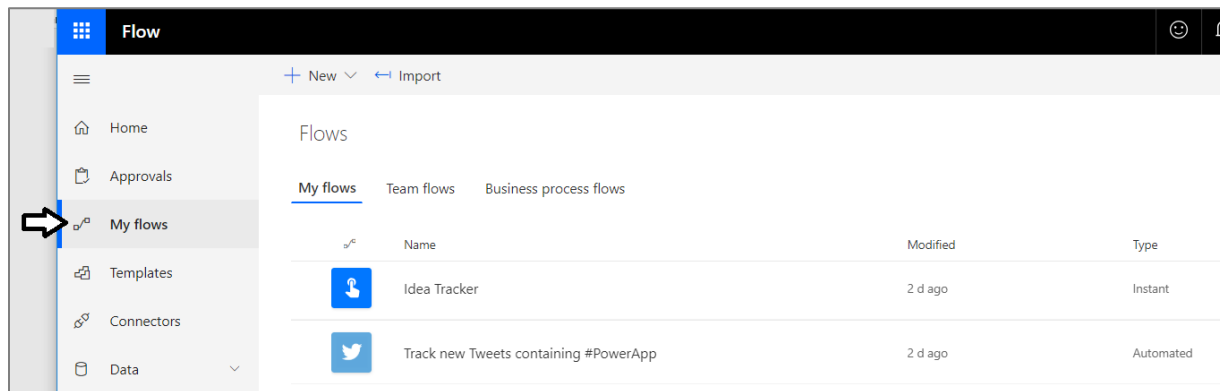 Flow
New
Import
Home
Approvals
My flows
Templates
Connectors
Data
Flows
My flows Team flows Business process flows
Name Modified Type
Idea Tracker 2 d ago Instant
Track new Tweets containing #PowerApp 2 d ago Automated